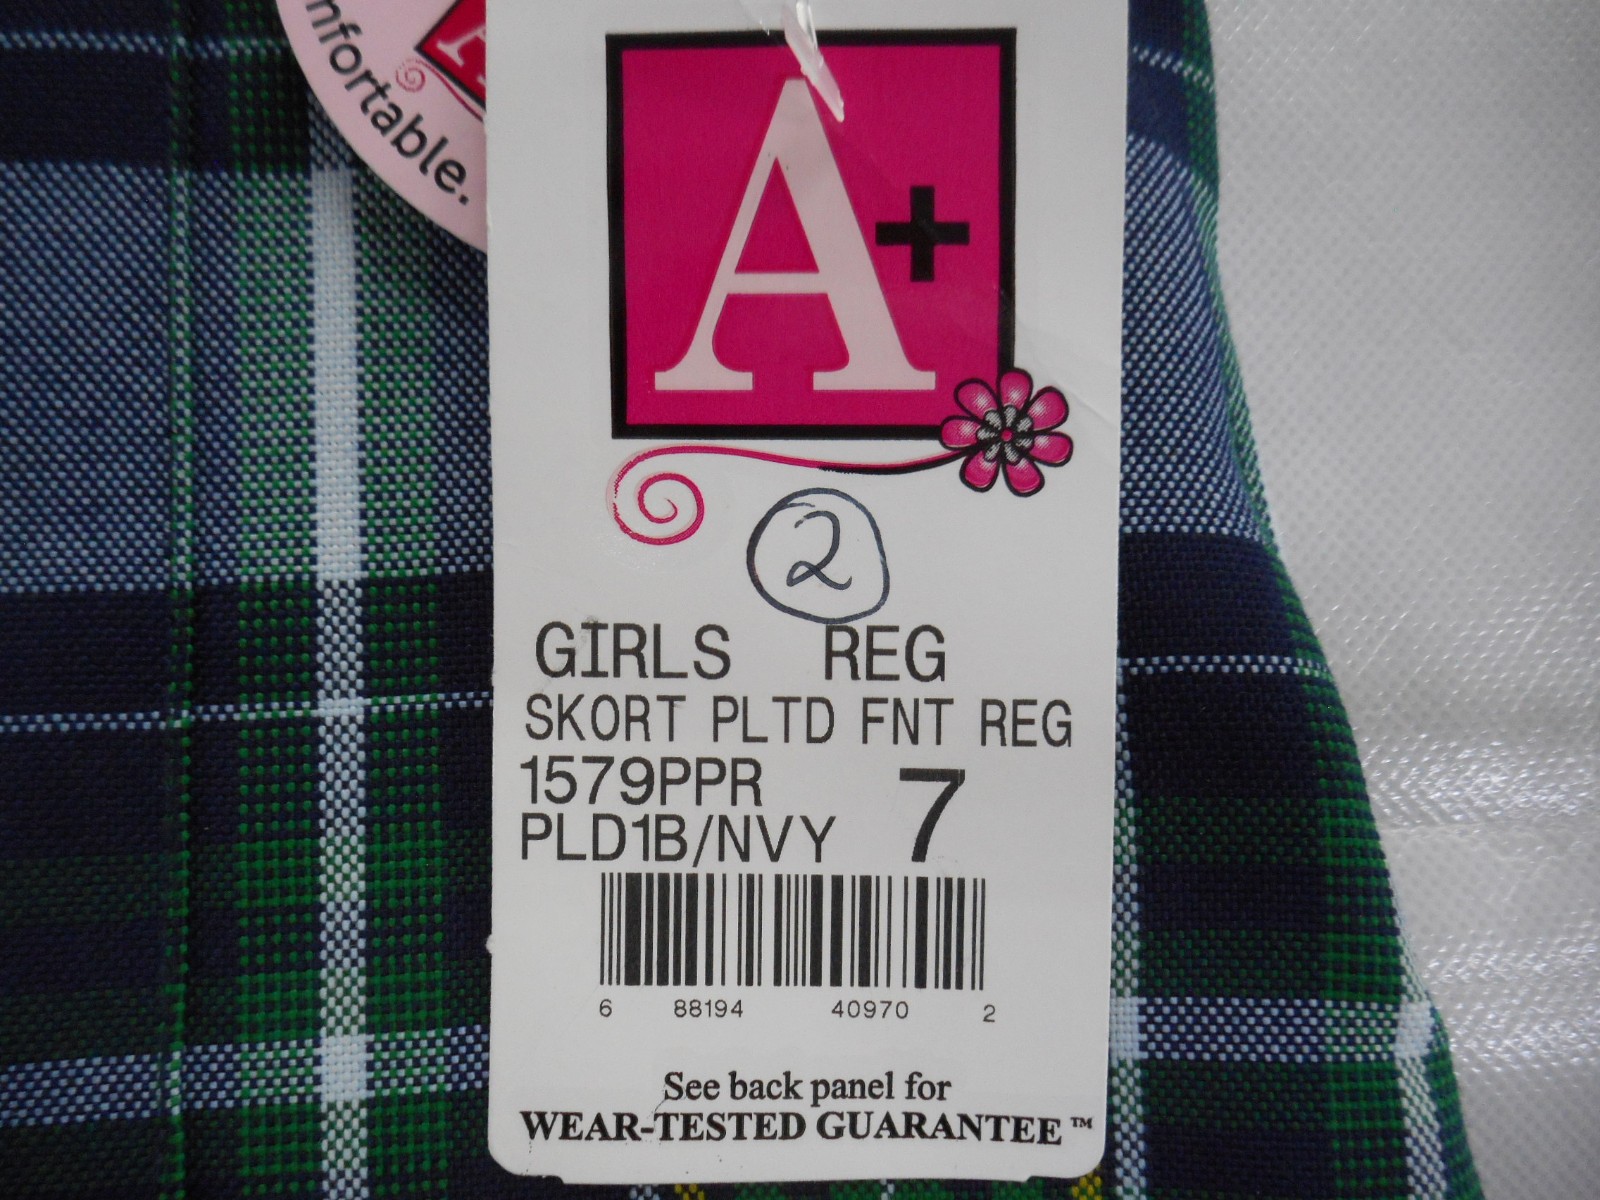 nfortable.
A+
2
GIRLS REG
SKORT PLTD FNT REG
1579PPR 7
PLD1B/NVY
6 88194 40970 2
See back panel for
WEAR-TESTED GUARANTEE™